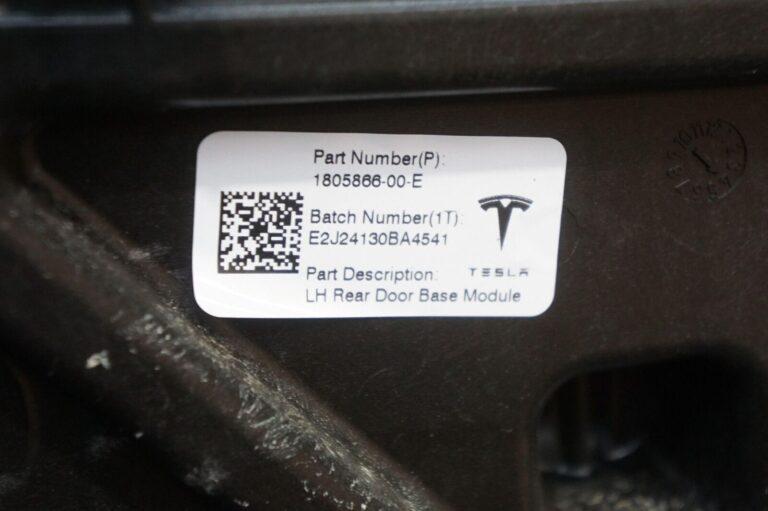 Part Number(P):
1805866-00-E
Batch Number(1T):
E2J24130BA4541
Part Description:
LH Rear Door Base Module
TESLA